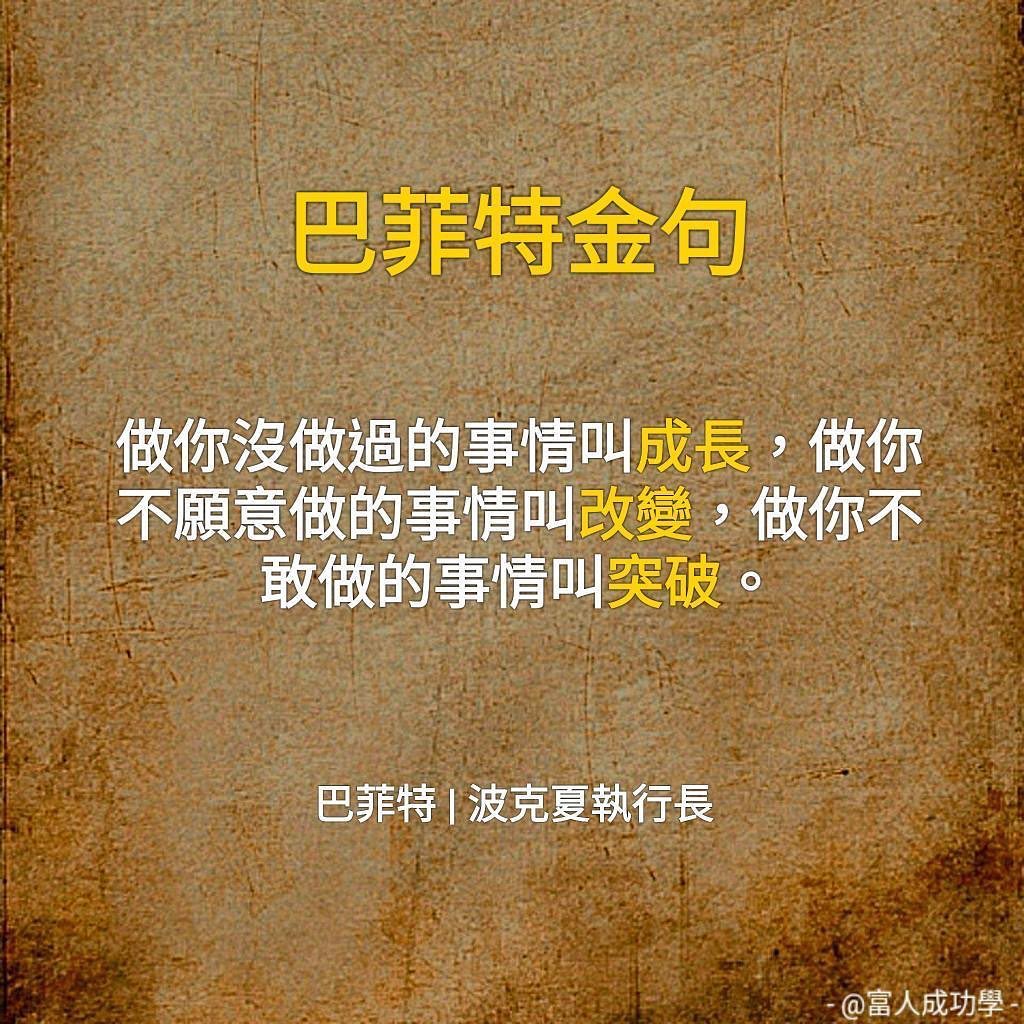 巴菲特金句
做你沒做過的事情叫成長，做你
不願意做的事情叫改變，做你不
敢做的事情叫突破。
巴菲特 | 波克夏執行長
- @富人成功學 -